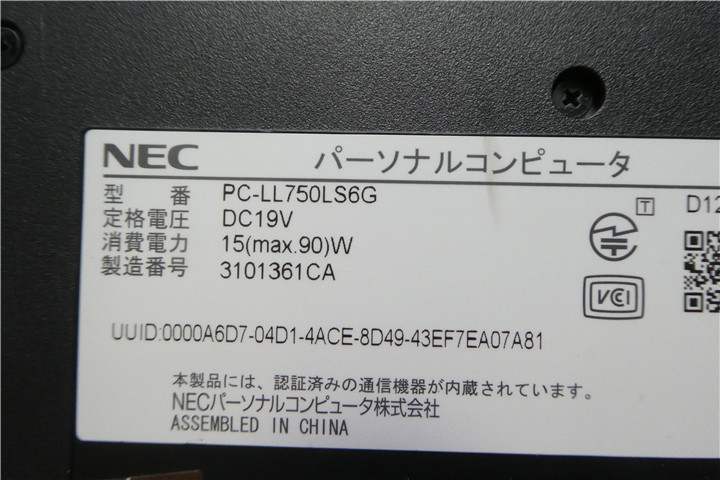 NEC パーソナルコンピュータ
型 番 PC-LL750LS6G
定格電圧 DC19V
消費電力 15(max.90)W
製造番号 3101361CA
T D12
VCI
UUID:0000A6D7-04D1-4ACE-8D49-43EF7EA07A81
本製品には、認証済みの通信機器が内蔵されています。
NECパーソナルコンピュータ株式会社
ASSEMBLED IN CHINA